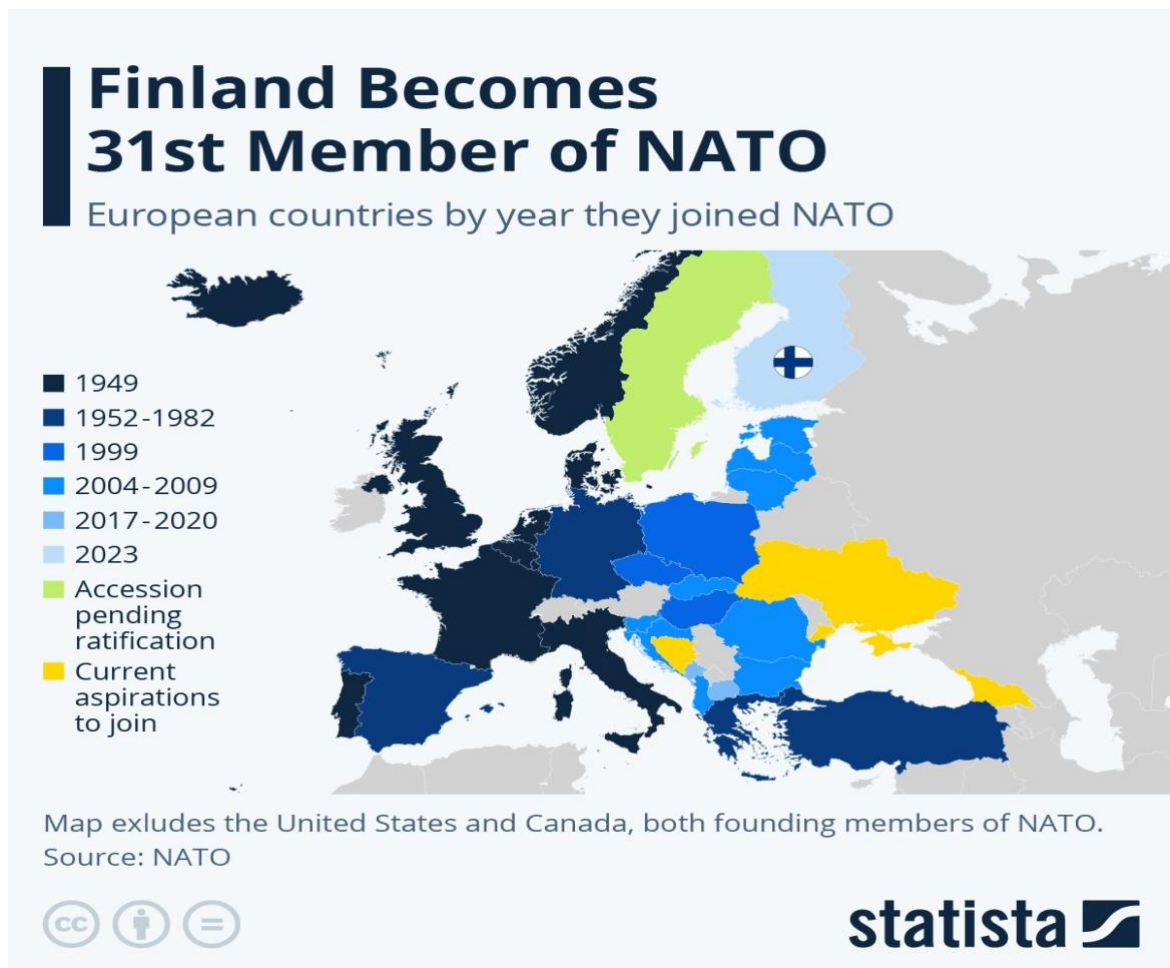 Finland Becomes
31st Member of NATO
European countries by year they joined NATO
1949
1952-1982
1999
2004-2009
2017-2020
2023
Accession
pending
ratification
Current
aspirations
to join
Map exludes the United States and Canada, both founding members of NATO.
Source: NATO
cc
=
statista